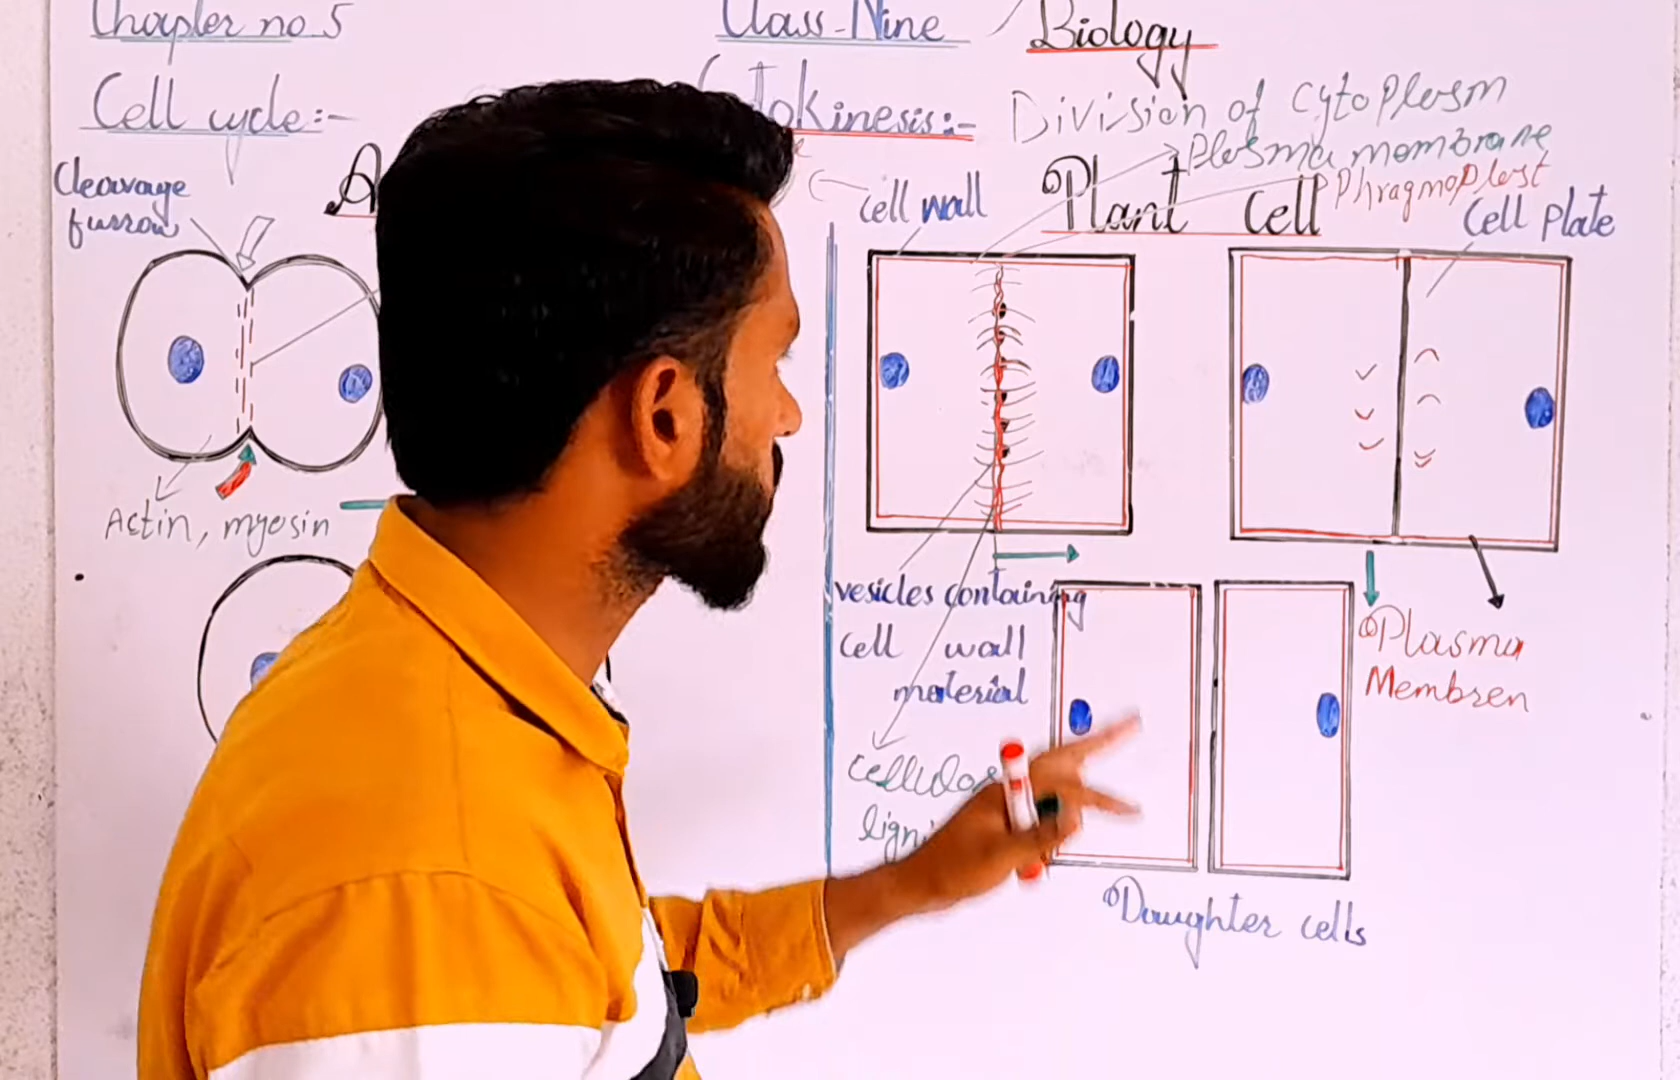 Chapter no 5
Class-Nine
Biology
Cell cycle:-
Cytokinesis:-
Division of cytoplasm
Plasma membrane
Phragmoplast
Cleavage
furrow
A
cell wall
Plant Cell
Cell plate
Actin, myosin
vesicles containing
cell wall
material
Plasma
Membren
Daughter cells